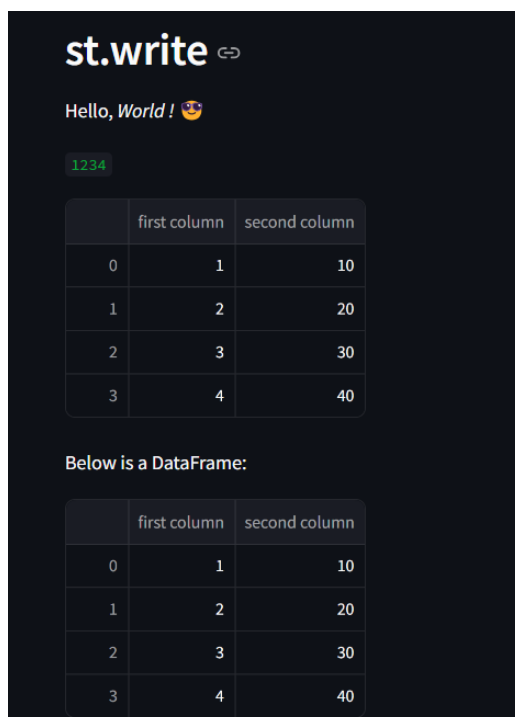 st.write
Hello, World ! 😎
1234
first column second column
0 1 10
1 2 20
2 3 30
3 4 40
Below is a DataFrame:
first column second column
0 1 10
1 2 20
2 3 30
3 4 40